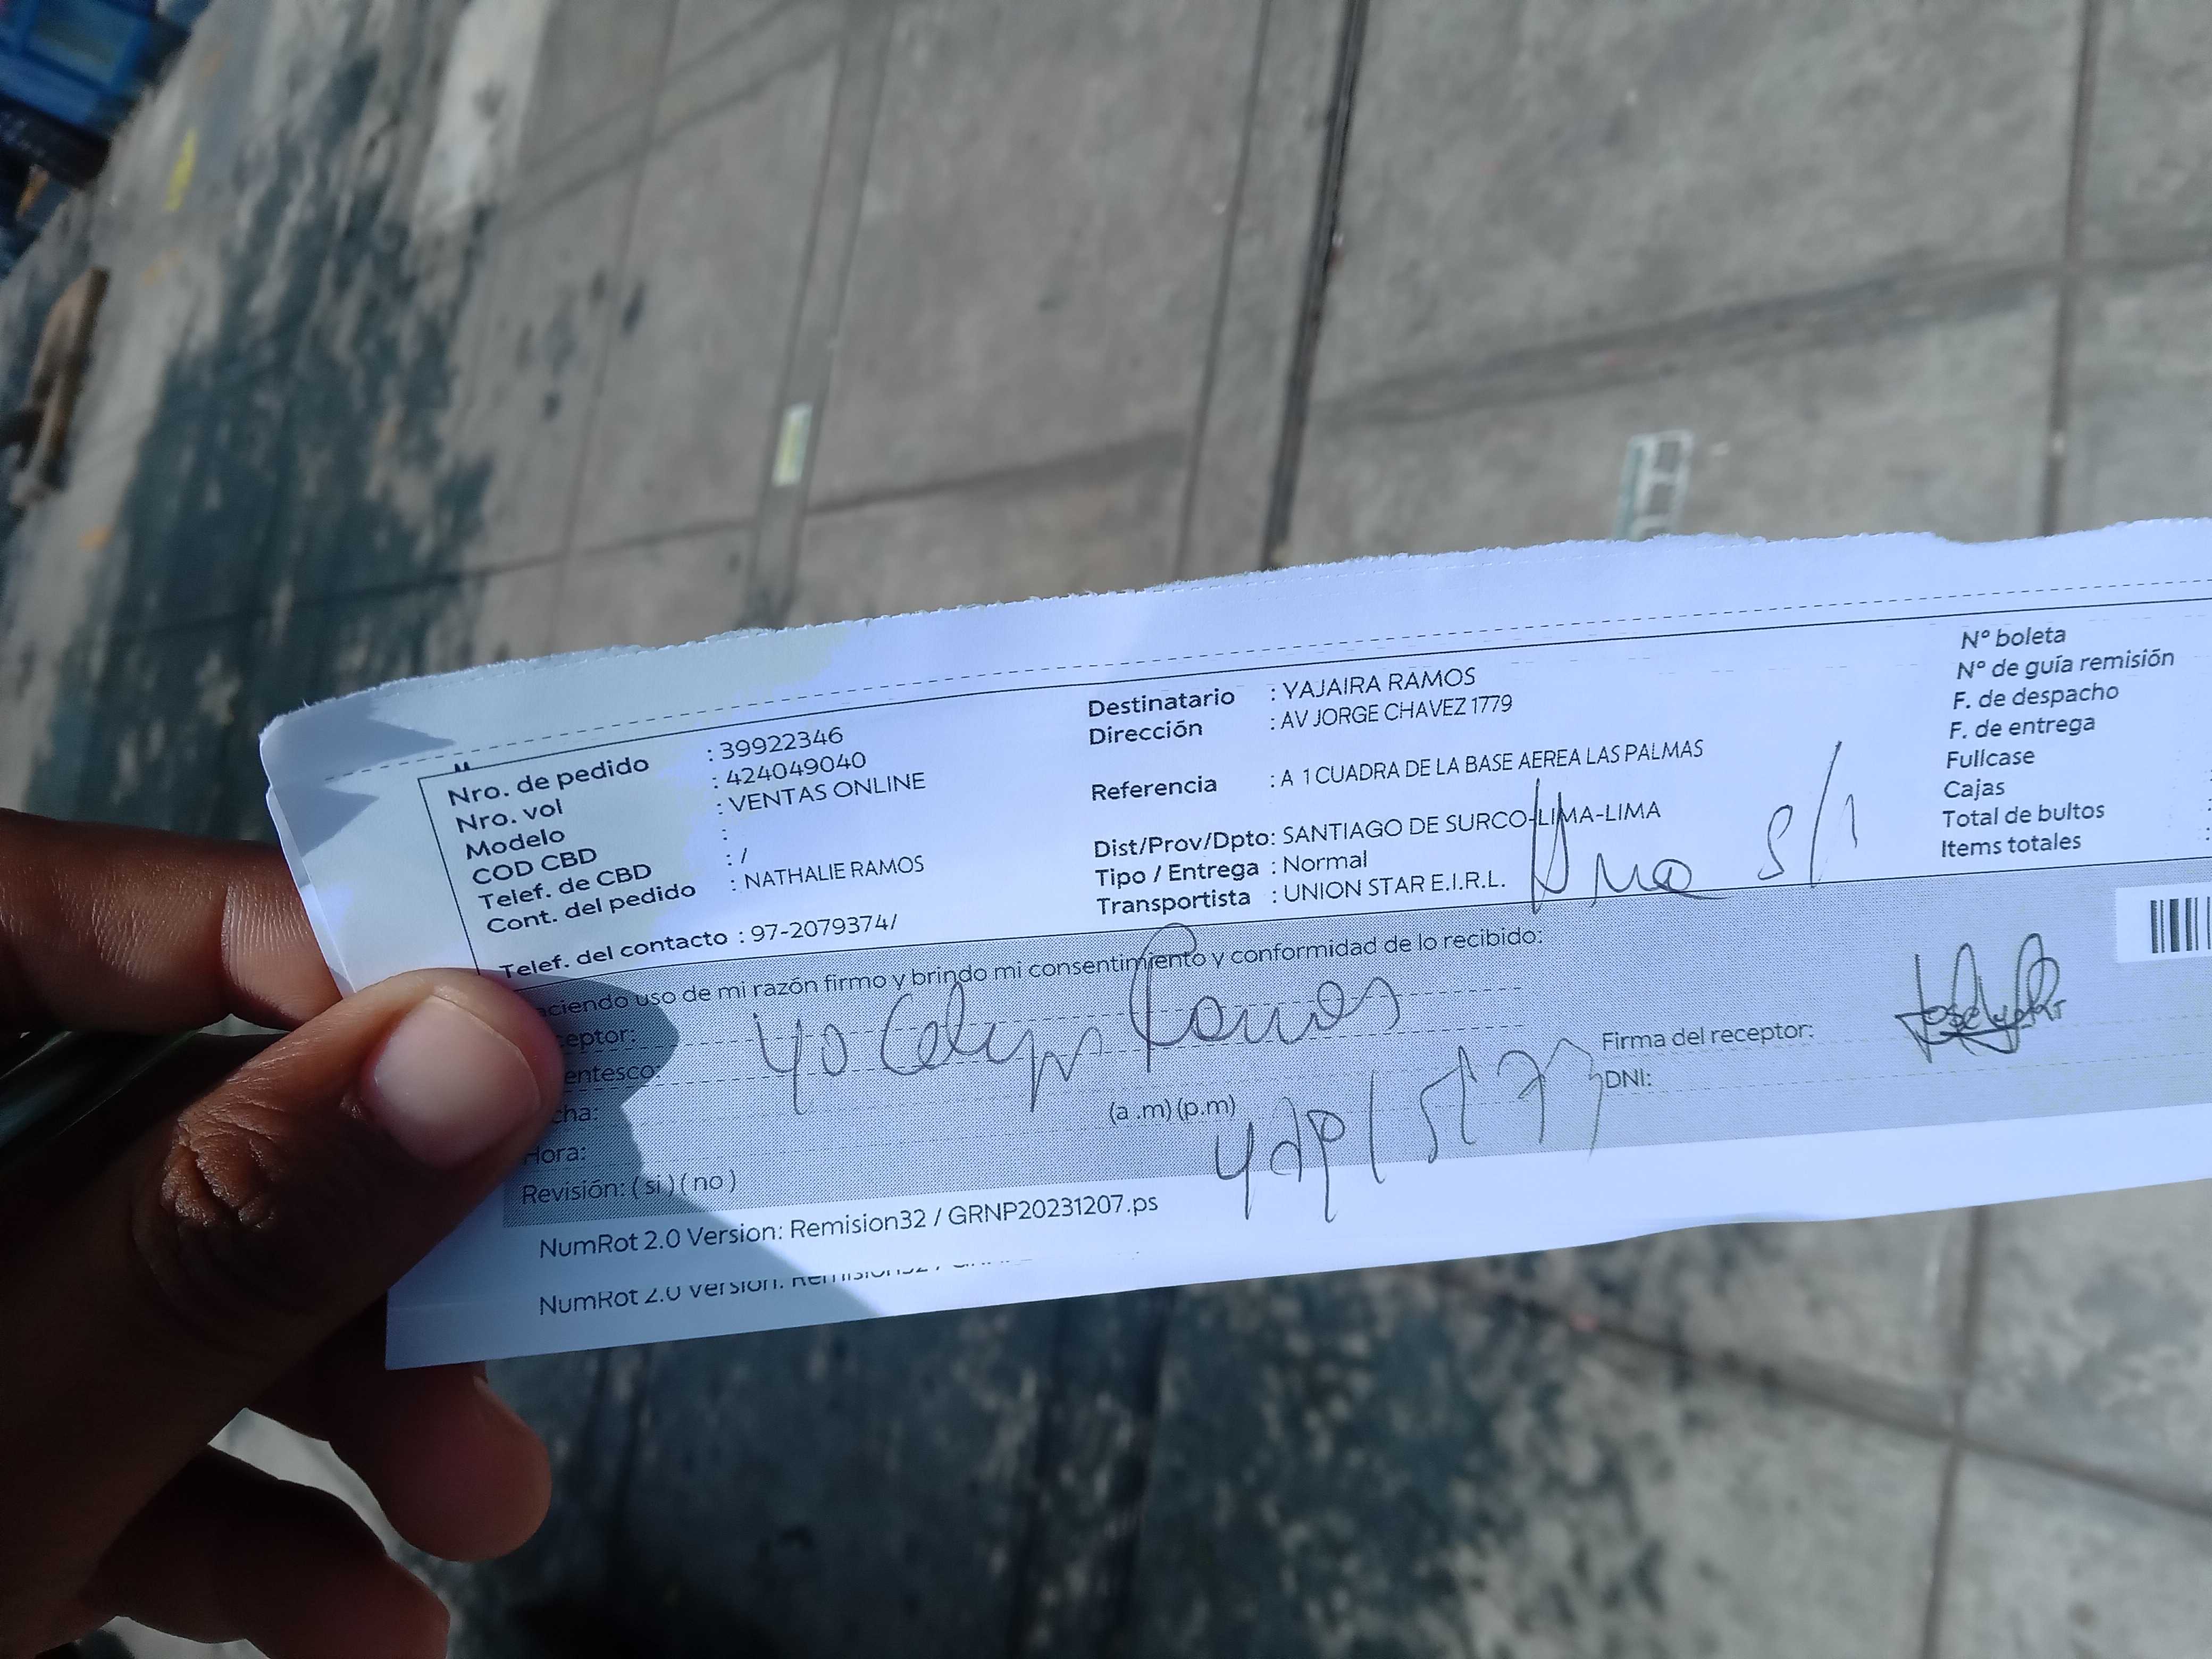 Nro. de pedido : 39922346
Nro. vol : 424049040
Modelo : VENTAS ONLINE
COD CBD :
Telef. de CBD : /
Cont. del pedido : NATHALIE RAMOS
Telef. del contacto : 97-2079374/
Destinatario : YAJAIRA RAMOS
Dirección : AV JORGE CHAVEZ 1779
Referencia : A 1 CUADRA DE LA BASE AEREA LAS PALMAS
Dist/Prov/Dpto: SANTIAGO DE SURCO-LIMA-LIMA
Tipo / Entrega : Normal
Transportista : UNION STAR E.I.R.L.
N° boleta
N° de guía remisión
F. de despacho
F. de entrega
Fullcase
Cajas
Total de bultos
Items totales
aciendo uso de mi razón firmo y brindo mi consentimiento y conformidad de lo recibido:
ceptor:
entesco:
cha:
Hora: (a .m) (p.m)
Revisión: ( si ) ( no )
Firma del receptor:
DNI:
NumRot 2.0 Version: Remision32 / GRNP20231207.ps
NumRot 2.0 Version: Remision32 /